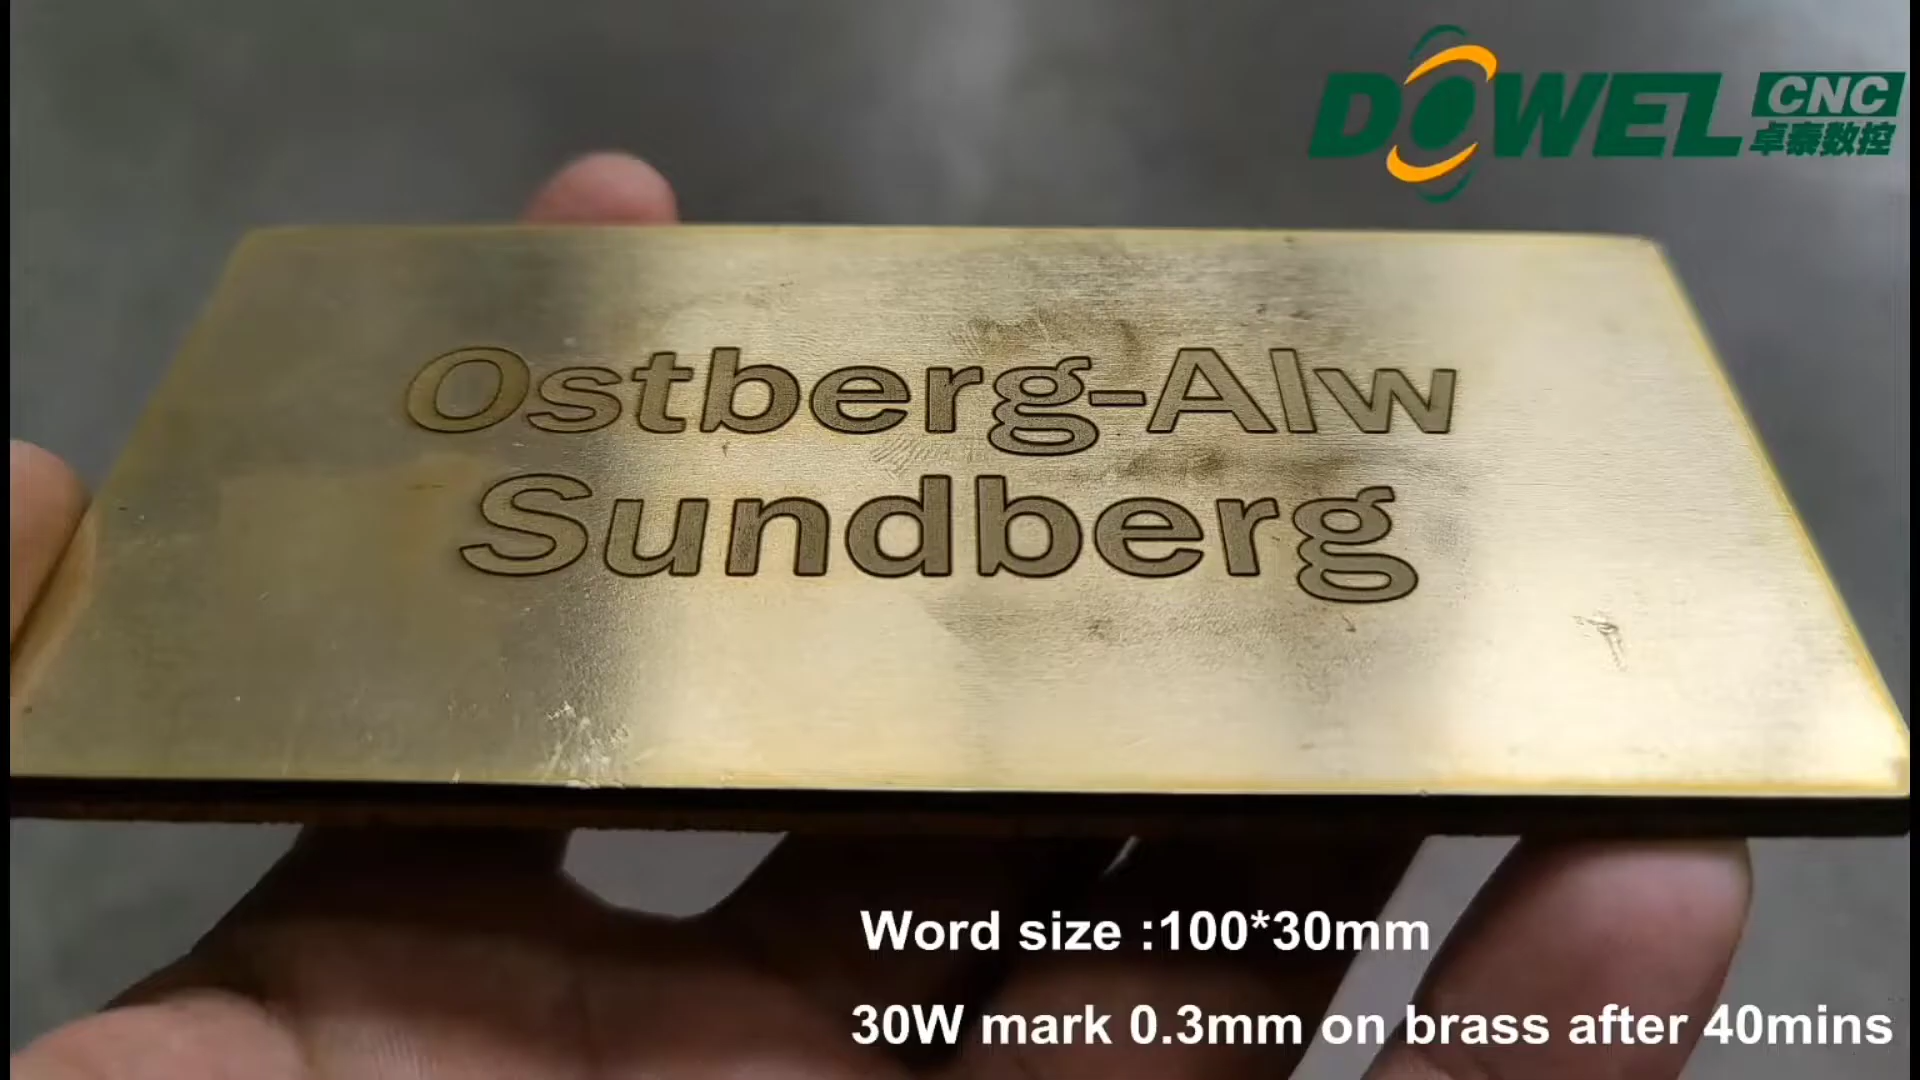 DOWEL CNC
卓泰数控
Ostberg-Alw
Sundberg
Word size :100*30mm
30W mark 0.3mm on brass after 40mins